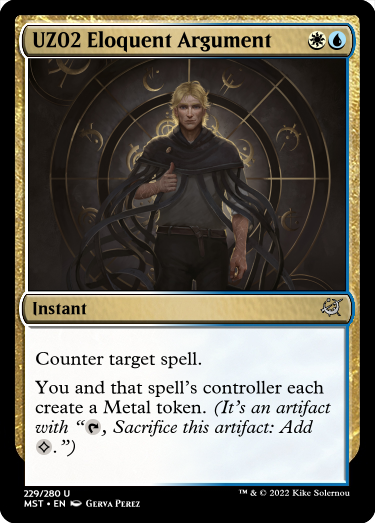 UZO2 Eloquent Argument
Instant
Counter target spell.
You and that spell's controller each
create a Metal token. (It's an artifact
with “, Sacrifice this artifact: Add
.”)
229/280 U
MST • EN Gerva Perez
™ & © 2022 Kike Solernou